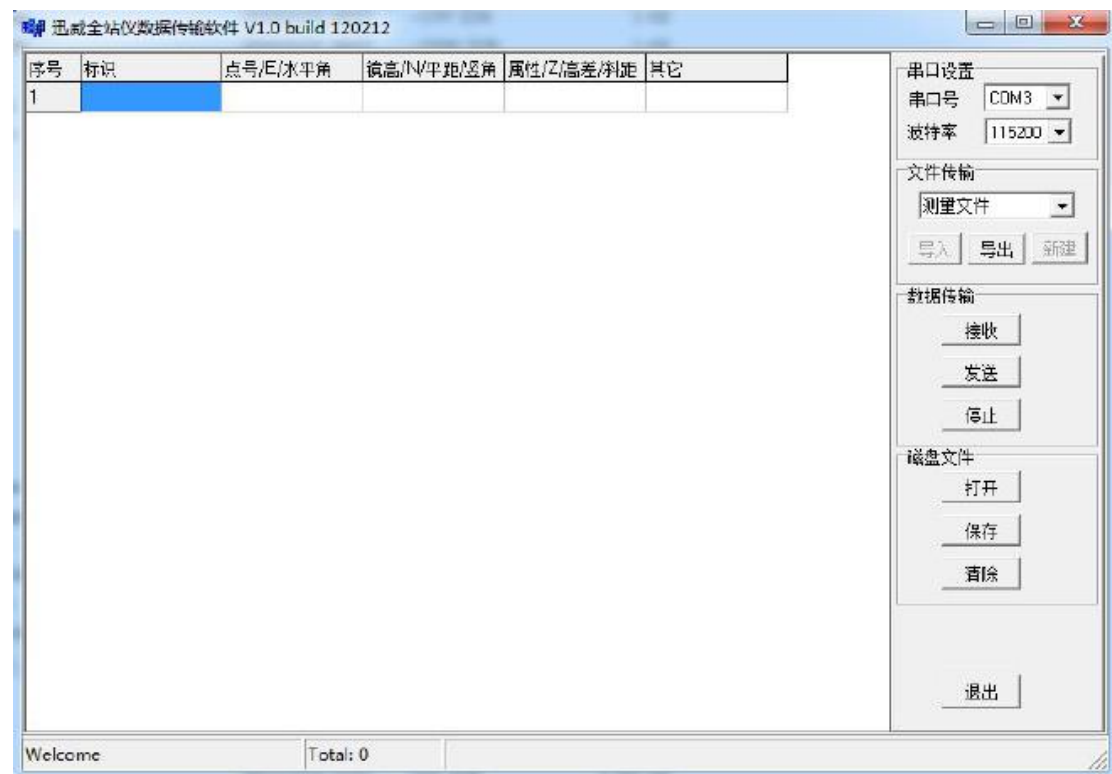 迅威全站仪数据传输软件 V1.0 build 120212
序号 标识 点号/E/水平角 镜高/N/平距/竖角 属性/Z/高差/斜距 其它
1
串口设置
串口号 COM3
波特率 115200
文件传输
测量文件
导入 导出 新建
数据传输
接收
发送
停止
磁盘文件
打开
保存
清除
退出
Welcome Total: 0